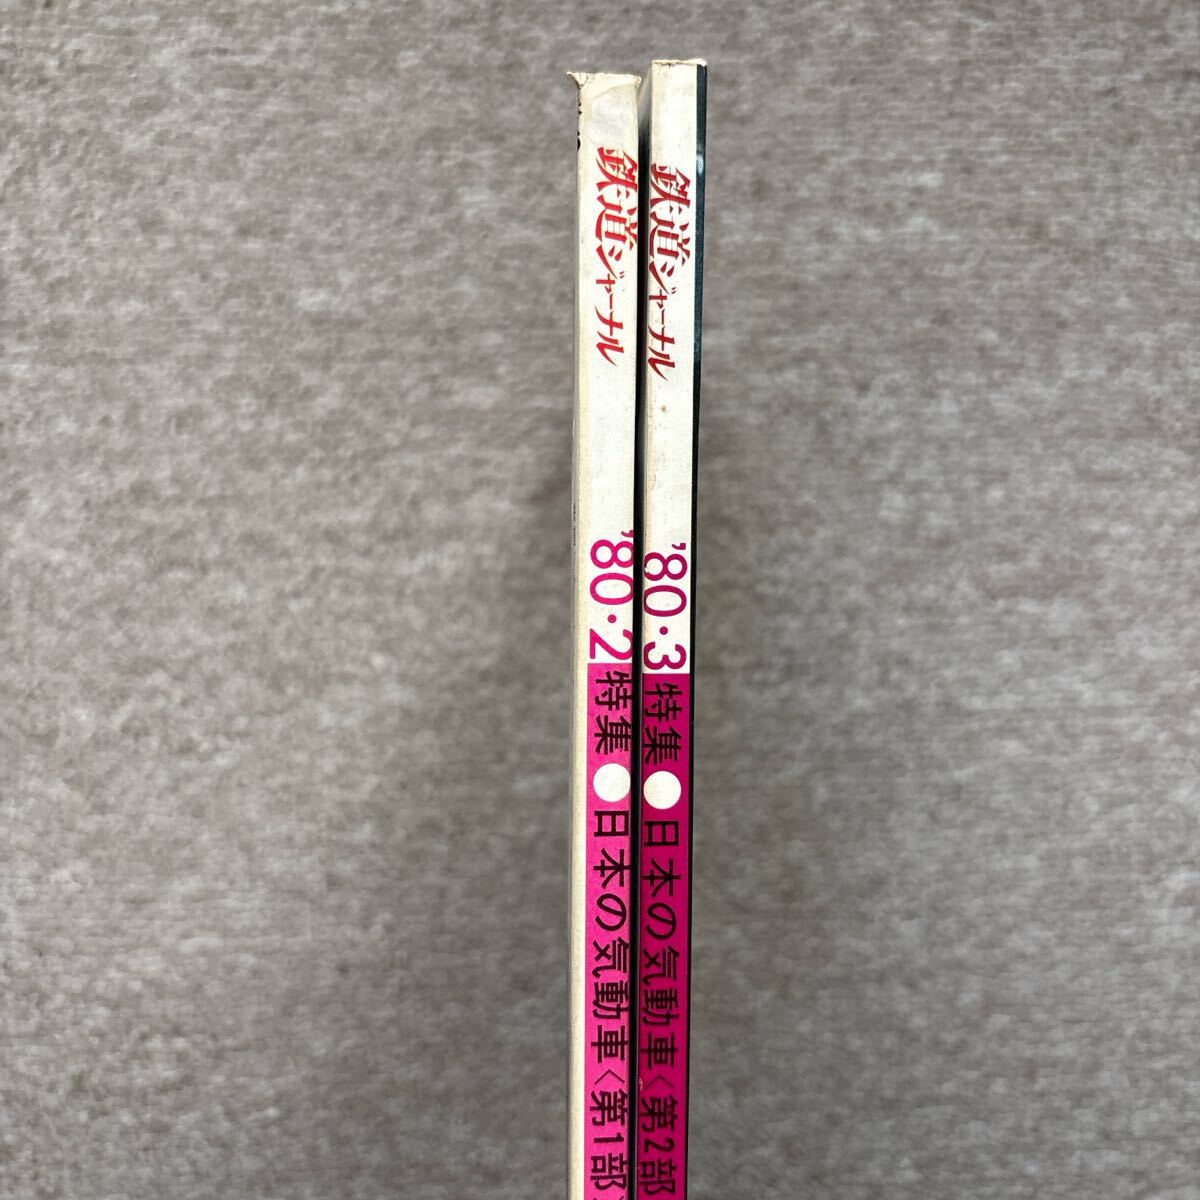 鉄道ジャーナル
'80・2
特集●日本の気動車〈第1部〉
鉄道ジャーナル
'80・3
特集●日本の気動車〈第2部